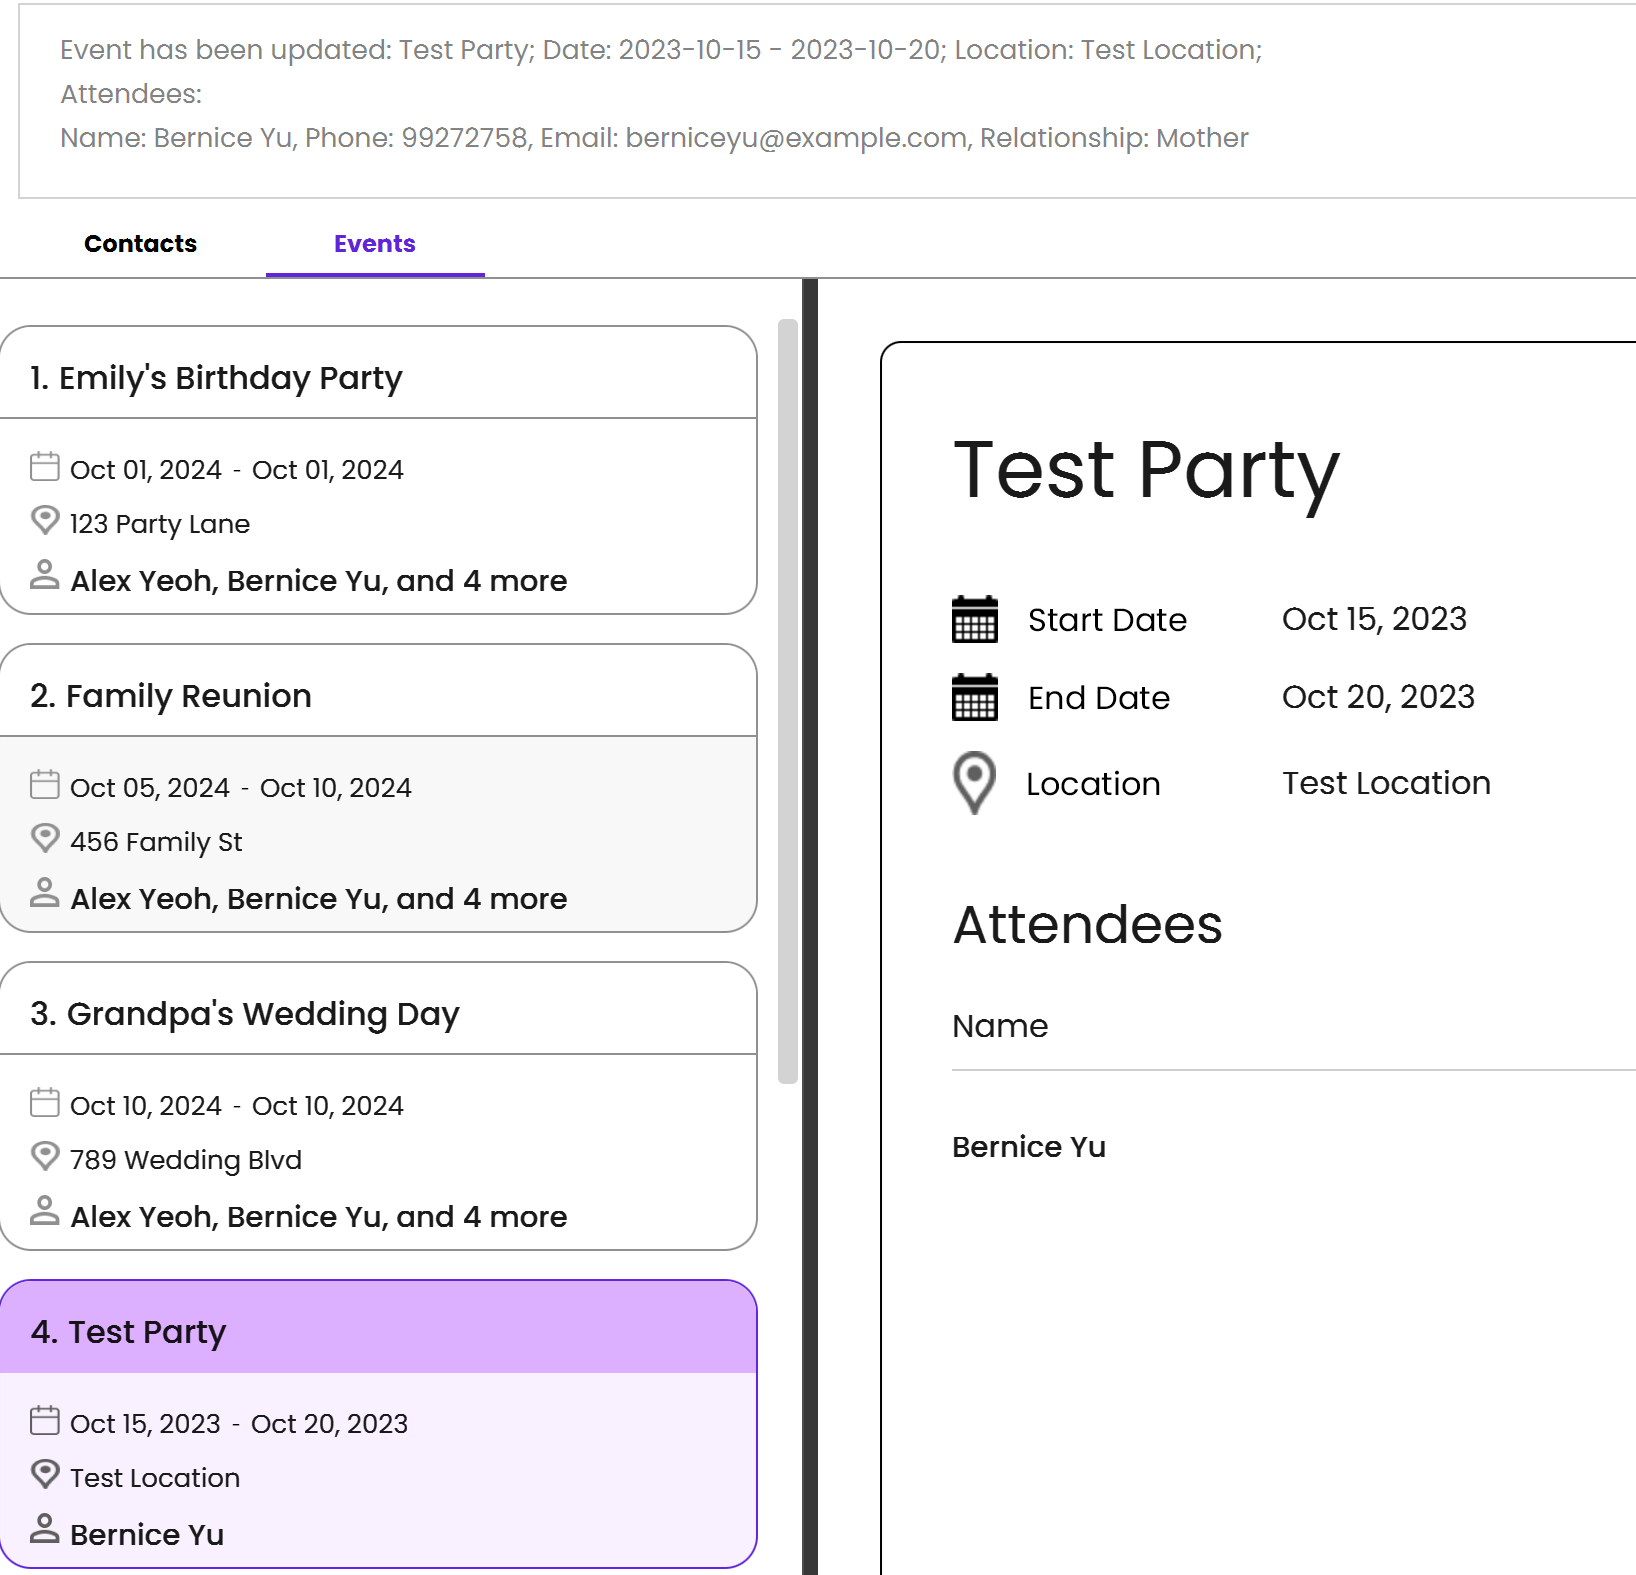 Event has been updated: Test Party; Date: 2023-10-15 - 2023-10-20; Location: Test Location;
Attendees:
Name: Bernice Yu, Phone: 99272758, Email: berniceyu@example.com, Relationship: Mother
Contacts
Events
1. Emily's Birthday Party
Oct 01, 2024 - Oct 01, 2024
123 Party Lane
Alex Yeoh, Bernice Yu, and 4 more
2. Family Reunion
Oct 05, 2024 - Oct 10, 2024
456 Family St
Alex Yeoh, Bernice Yu, and 4 more
3. Grandpa's Wedding Day
Oct 10, 2024 - Oct 10, 2024
789 Wedding Blvd
Alex Yeoh, Bernice Yu, and 4 more
4. Test Party
Oct 15, 2023 - Oct 20, 2023
Test Location
Bernice Yu
Test Party
Start Date Oct 15, 2023
End Date Oct 20, 2023
Location Test Location
Attendees
Name
Bernice Yu